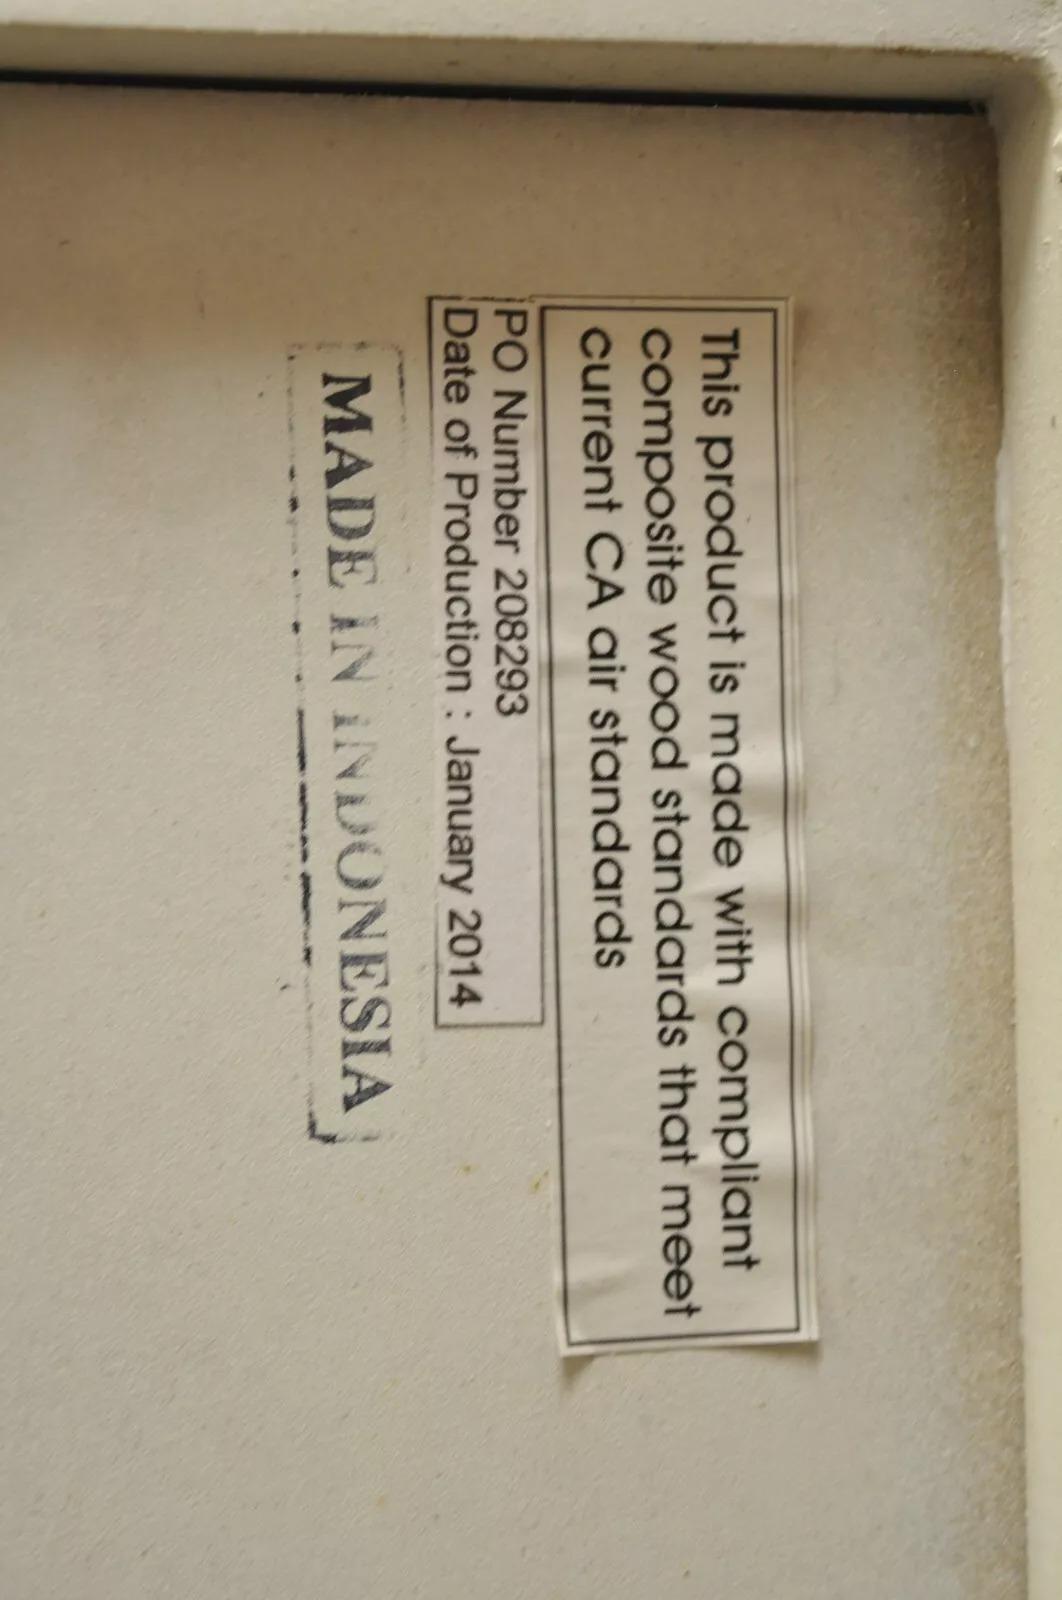 This product is made with compliant
composite wood standards that meet
current CA air standards
PO Number 208293
Date of Production : January 2014
MADE IN INDONESIA